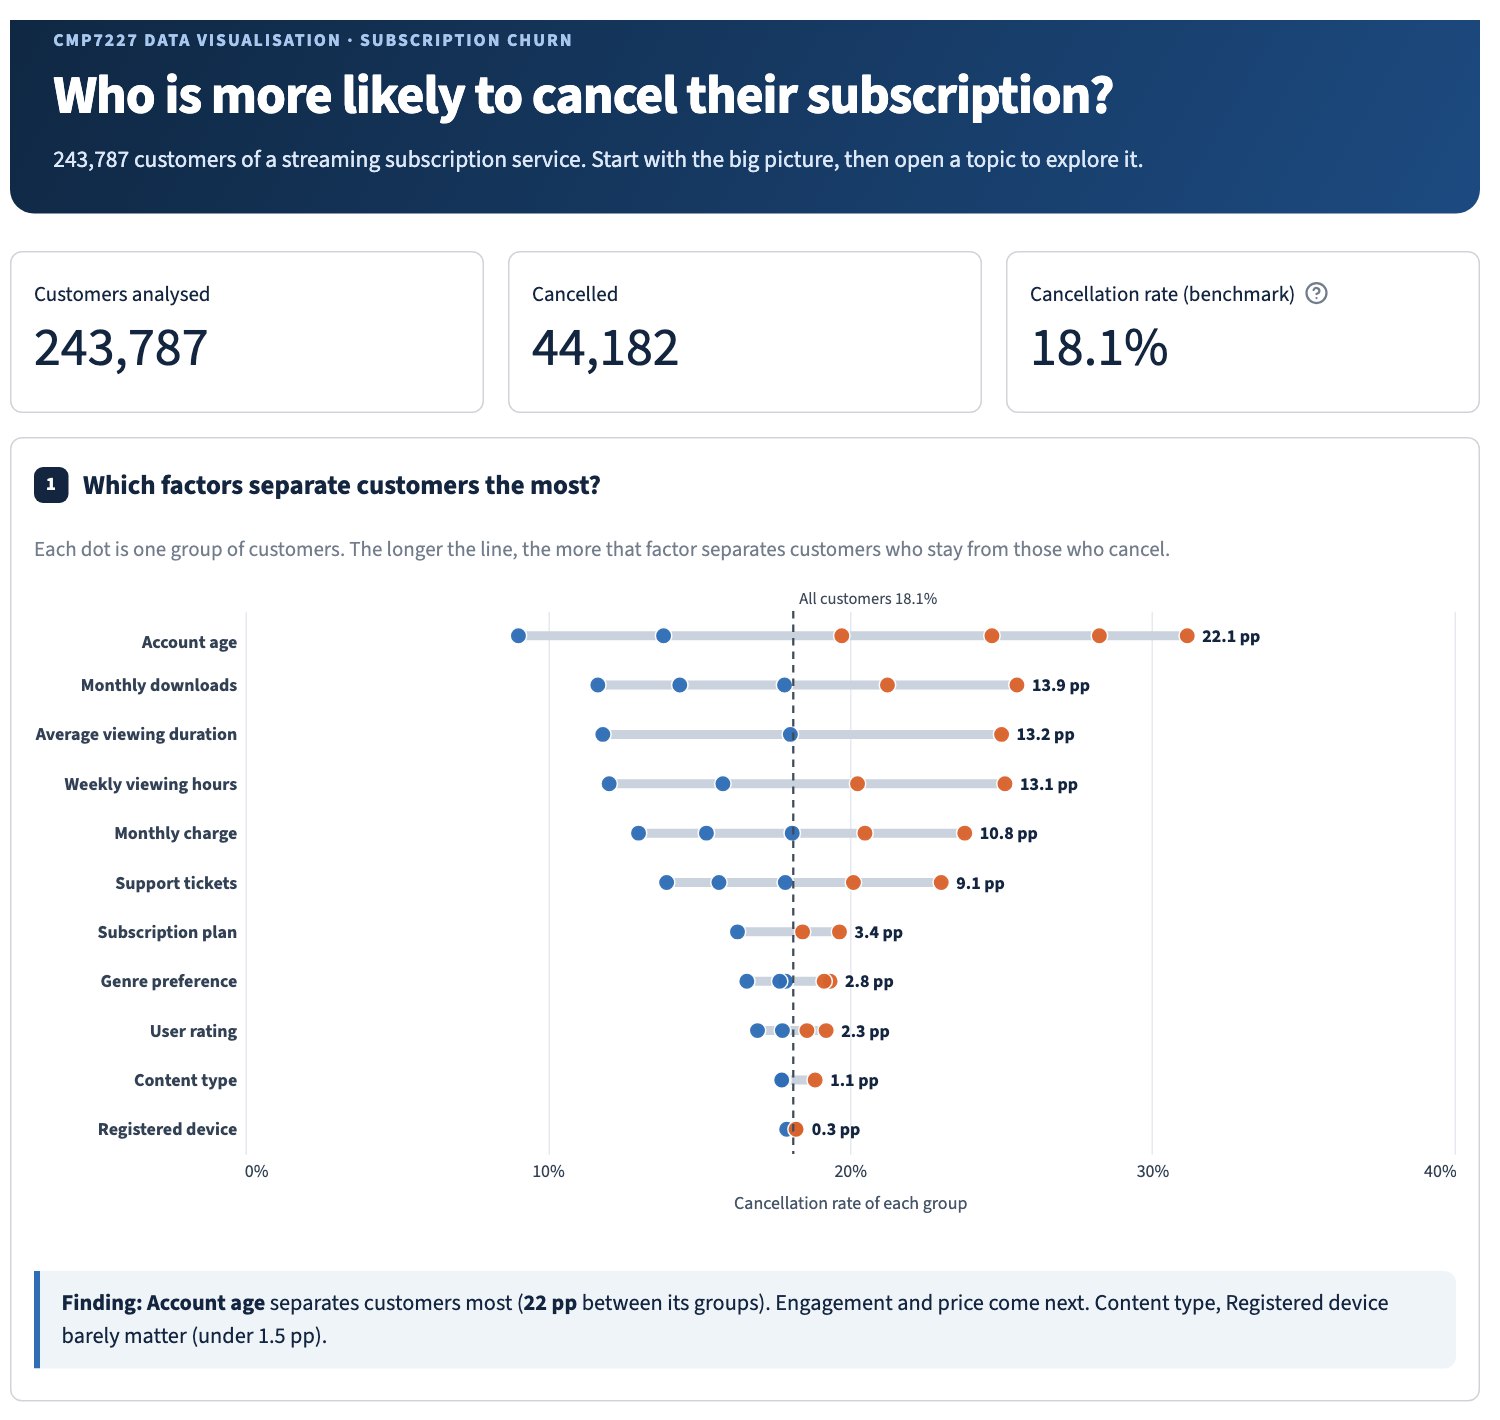 CMP7227 DATA VISUALISATION · SUBSCRIPTION CHURN
Who is more likely to cancel their subscription?
243,787 customers of a streaming subscription service. Start with the big picture, then open a topic to explore it.
Customers analysed
243,787
Cancelled
44,182
Cancellation rate (benchmark) ?
18.1%
1 Which factors separate customers the most?
Each dot is one group of customers. The longer the line, the more that factor separates customers who stay from those who cancel.
All customers 18.1%
Account age 22.1 pp
Monthly downloads 13.9 pp
Average viewing duration 13.2 pp
Weekly viewing hours 13.1 pp
Monthly charge 10.8 pp
Support tickets 9.1 pp
Subscription plan 3.4 pp
Genre preference 2.8 pp
User rating 2.3 pp
Content type 1.1 pp
Registered device 0.3 pp
0% 10% 20% 30% 40%
Cancellation rate of each group
Finding: Account age separates customers most (22 pp between its groups). Engagement and price come next. Content type, Registered device
barely matter (under 1.5 pp).